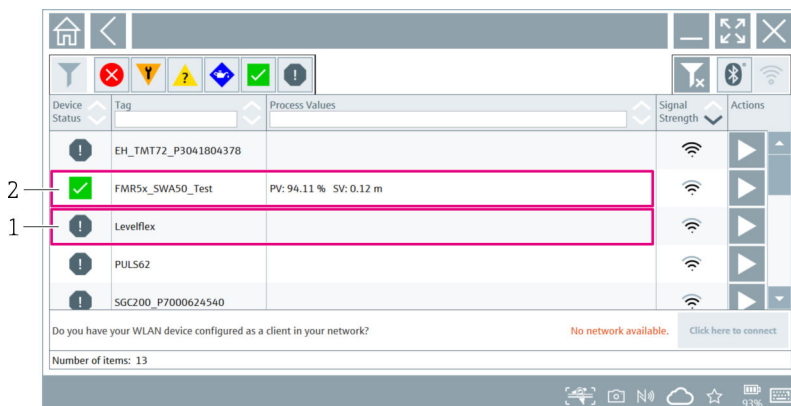 ?
Device Status
Tag
Process Values
Signal Strength
Actions
! EH_TMT72_P3041804378
2 FMR5x_SWA50_Test PV: 94.11 % SV: 0.12 m
1 ! Levelflex
! PULS62
! SGC200_P7000624540
Do you have your WLAN device configured as a client in your network? No network available. Click here to connect
Number of items: 13
93%